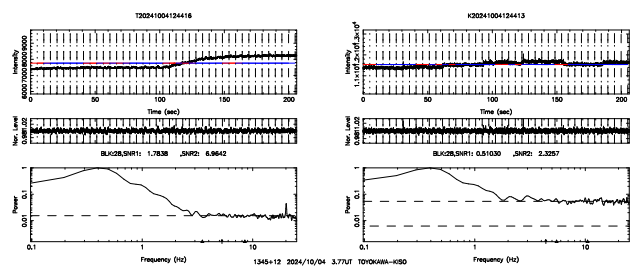 T20241004124416
K20241004124413
Intensity
6000 7000 8000 9000
0 50 100 150 200
Time (sec)
Intensity
1.1×10⁴ 1.2×10⁴ 1.3×10⁴
0 50 100 150 200
Time (sec)
Nor. Level
0.98 1 1.02
Nor. Level
0.98 1 1.02
BLK:28,SNR1: 1.7838 ,SNR2: 6.9642
BLK:28,SNR1: 0.51030 ,SNR2: 2.3257
Power
1
0.1
0.01
0.1 1 10
Frequency (Hz)
Power
1
0.1
0.01
0.1 1 10
Frequency (Hz)
1345+12 2024/10/04 3.77UT TOYOKAWA-KISO